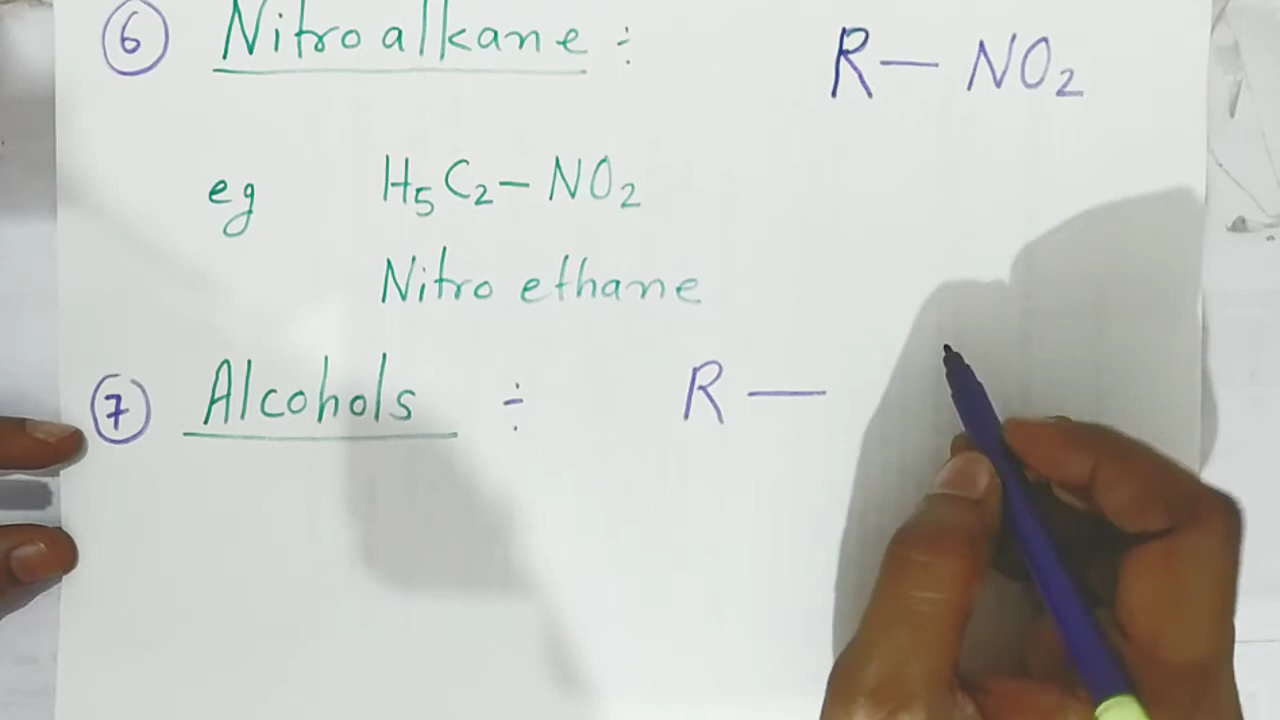 ⑥ Nitroalkane ÷ R— NO₂
eg H₅C₂— NO₂
Nitro ethane
⑦ Alcohols ÷ R —